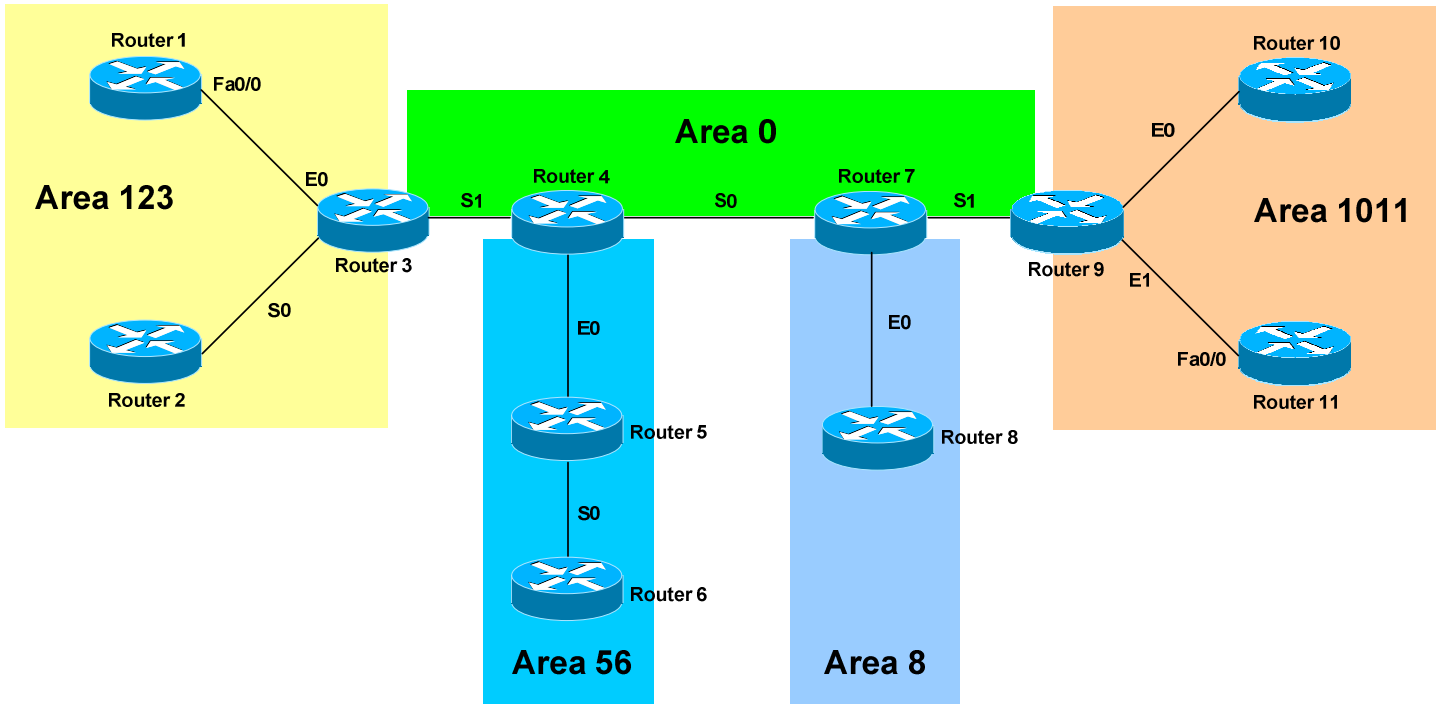 Router 1
Fa0/0
Area 123
E0
Router 3
S0
Router 2
Area 0
S1
Router 4
S0
Router 7
S1
E0
Router 5
S0
Router 6
Area 56
E0
Router 8
Area 8
Router 9
Router 10
E0
Area 1011
E1
Fa0/0
Router 11